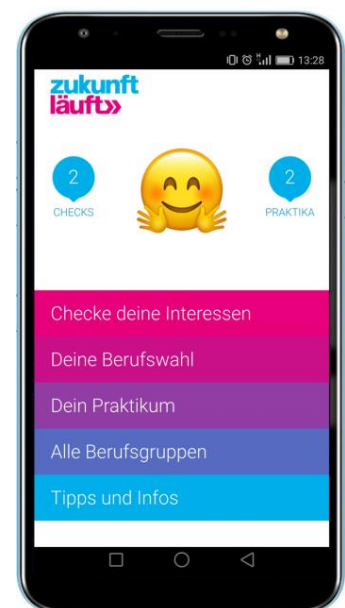 13:28
zukunft
läuft»
2
CHECKS
2
PRAKTIKA
Checke deine Interessen
Deine Berufswahl
Dein Praktikum
Alle Berufsgruppen
Tipps und Infos